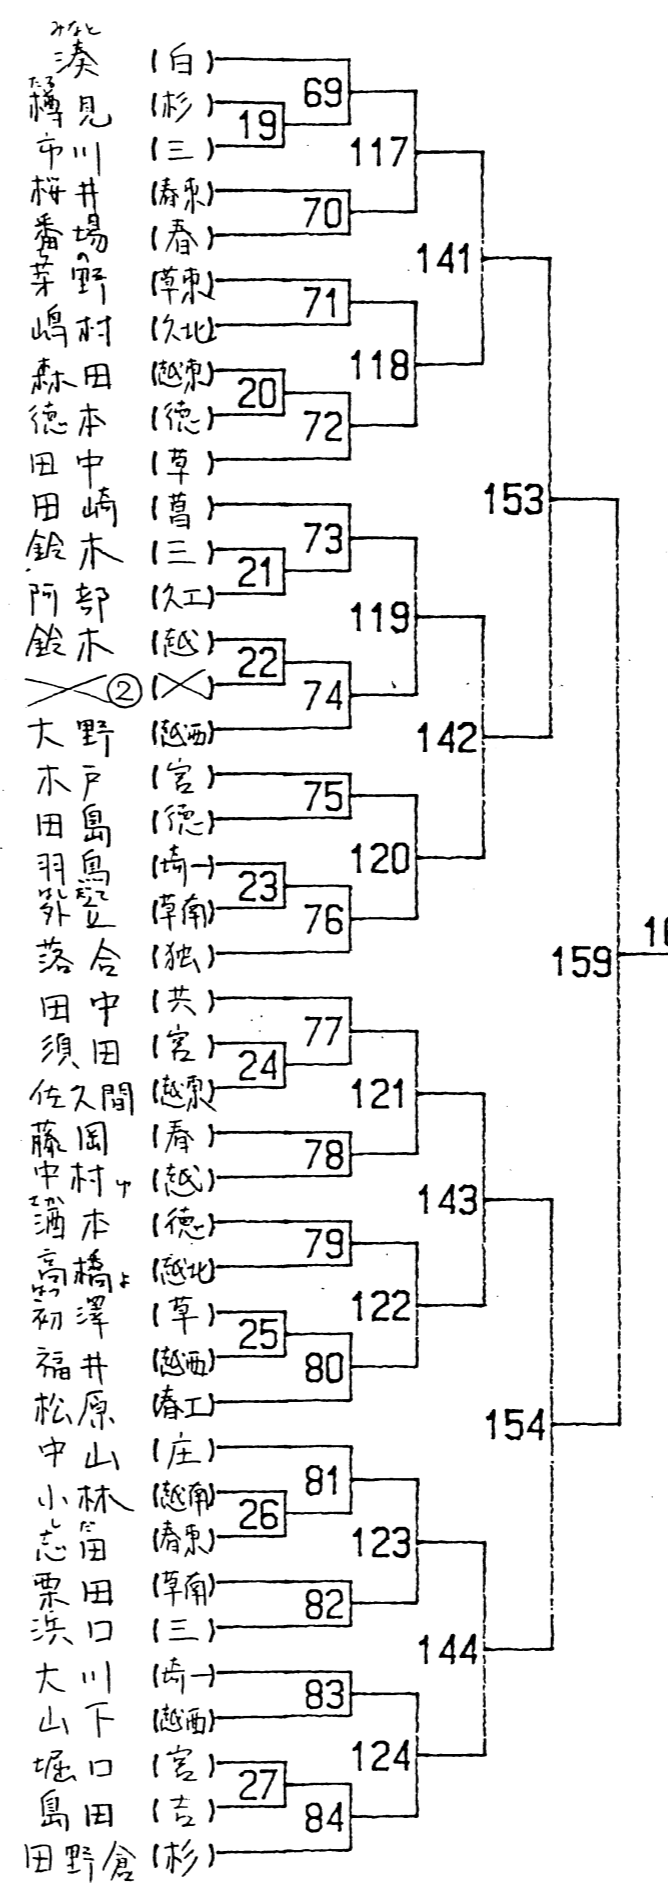 みなと
湊 (白)
69
たる
樽見 (杉)
19
市川 (三)
117
桜井 (春東)
70
番場 (春)
141
の
芽野 (草東)
71
嶋村 (久北)
118
森田 (越東)
20
徳本 (徳)
72
田中 (草)
153
田崎 (菖)
73
鈴木 (三)
21
阿部 (久工)
119
鈴木 (越)
22
② ( )
74
大野 (越西)
142
木戸 (宮)
75
田島 (徳)
120
羽鳥 (埼一)
23
外立 (草南)
76
落合 (独)
159
田中 (共)
77
須田 (宮)
24
佐久間 (越東)
121
藤岡 (春)
78
中村ゆ (越)
143
酒本 (徳)
79
高橋よ (越北)
122
はつ
初澤 (草)
25
福井 (越西)
80
松原 (春工)
154
中山 (庄)
81
小林 (越南)
26
しだ
志田 (春東)
123
栗田 (草南)
82
浜口 (三)
144
大川 (埼一)
83
山下 (越西)
124
堀口 (宮)
27
島田 (吉)
84
田野倉 (杉)